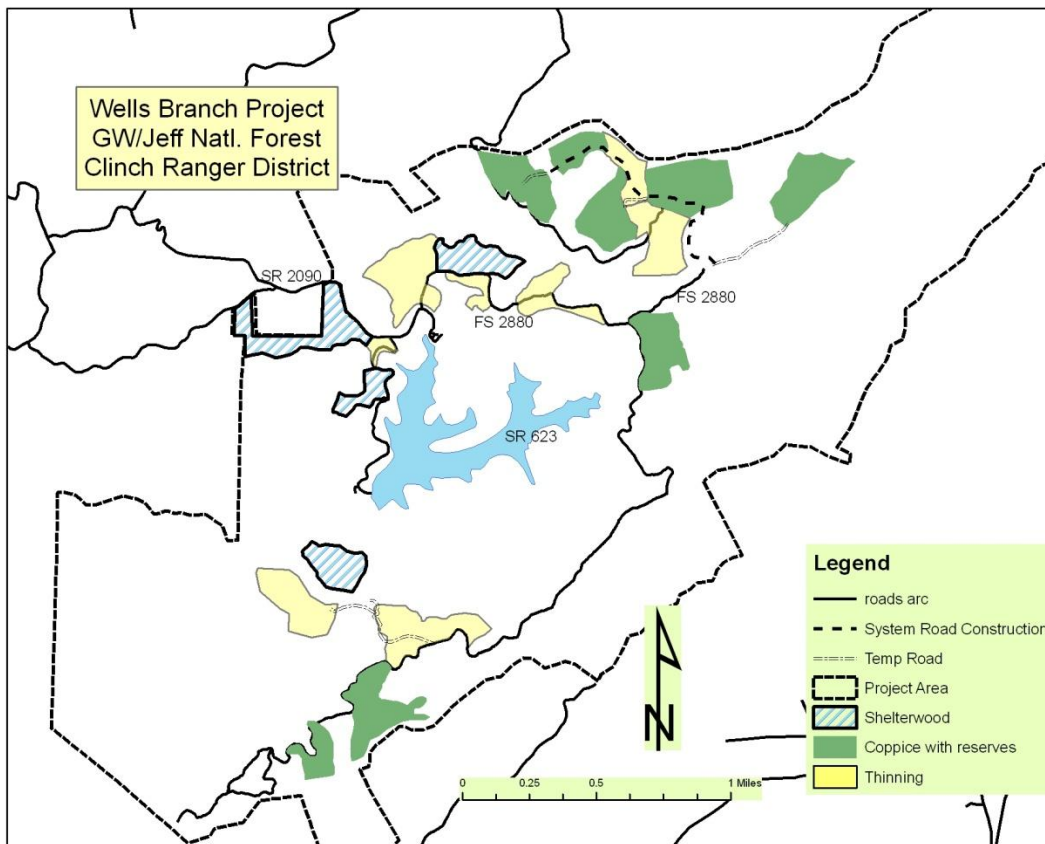 Wells Branch Project
GW/Jeff Natl. Forest
Clinch Ranger District
SR 2090
FS 2880
FS 2880
SR 623
Legend
roads arc
System Road Construction
Temp Road
Project Area
Shelterwood
Coppice with reserves
Thinning
N
0 0.25 0.5 1 Miles